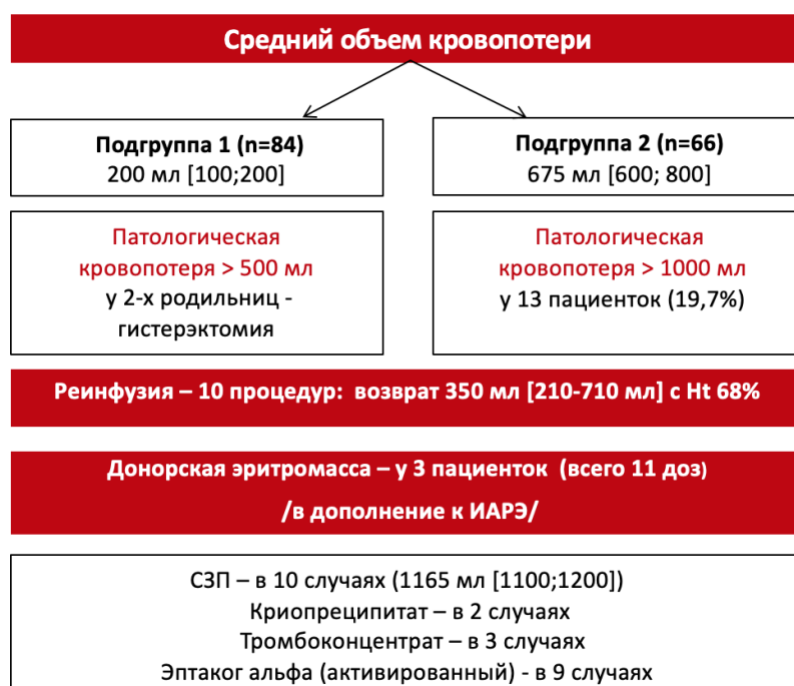 Средний объем кровопотери
Подгруппа 1 (n=84)
200 мл [100;200]
Подгруппа 2 (n=66)
675 мл [600; 800]
Патологическая
кровопотеря > 500 мл
у 2-х родильниц -
гистерэктомия
Патологическая
кровопотеря > 1000 мл
у 13 пациенток (19,7%)
Реинфузия – 10 процедур: возврат 350 мл [210-710 мл] с Ht 68%
Донорская эритромасса – у 3 пациенток (всего 11 доз)
/в дополнение к ИАРЭ/
СЗП – в 10 случаях (1165 мл [1100;1200])
Криопреципитат – в 2 случаях
Тромбоконцентрат – в 3 случаях
Эптаког альфа (активированный) - в 9 случаях